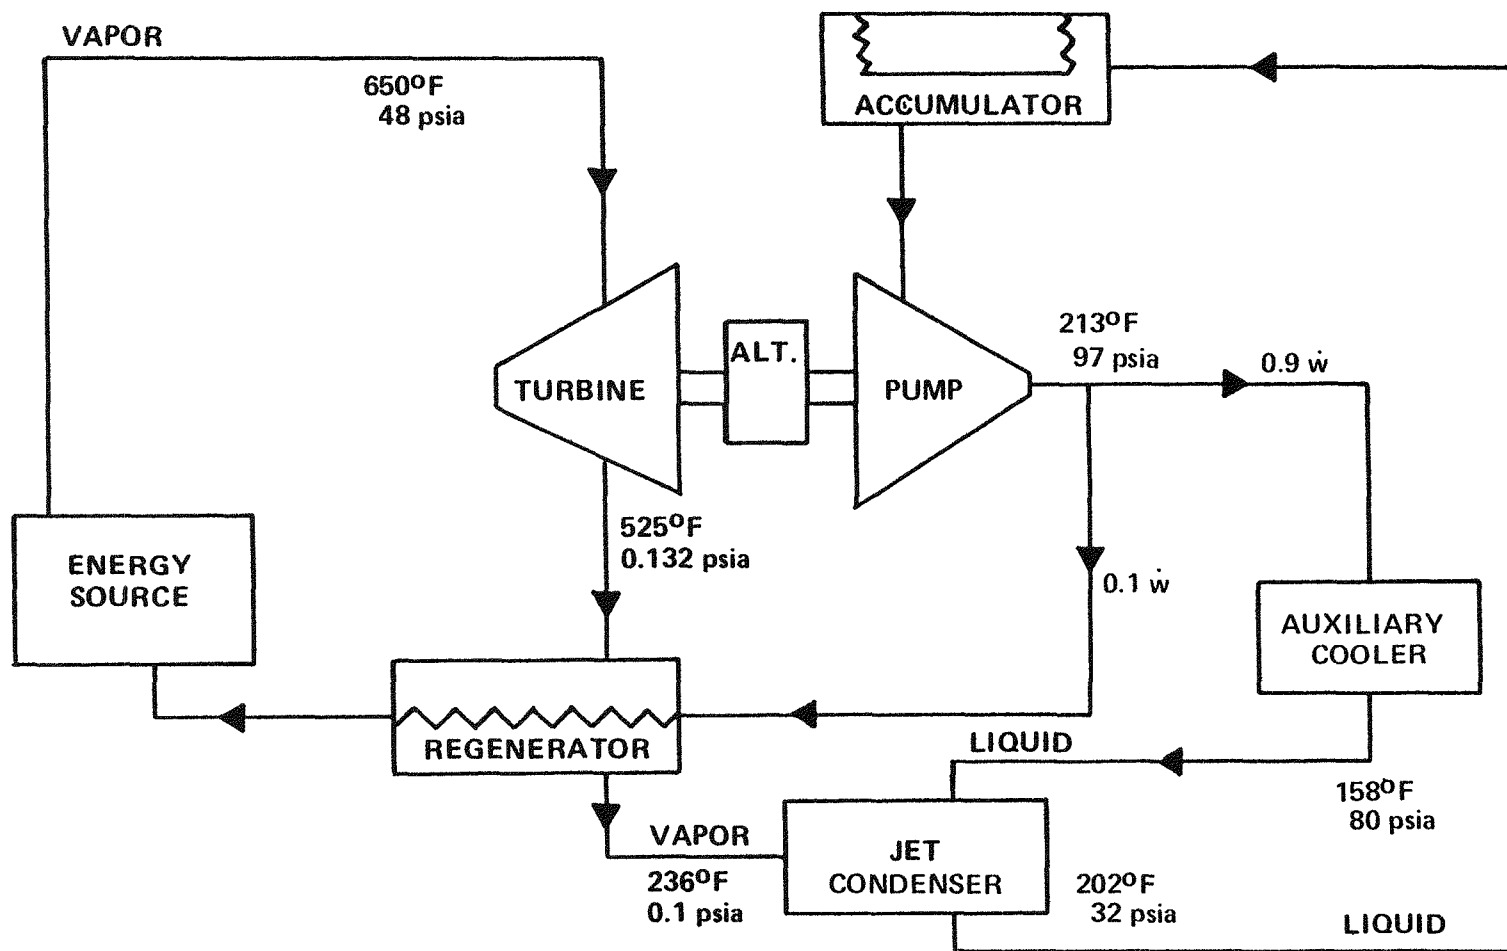 VAPOR
650°F
48 psia
ACCUMULATOR
TURBINE
ALT.
PUMP
213°F
97 psia
0.9 ẇ
525°F
0.132 psia
0.1 ẇ
ENERGY
SOURCE
AUXILIARY
COOLER
REGENERATOR
LIQUID
158°F
80 psia
VAPOR
236°F
0.1 psia
JET
CONDENSER
202°F
32 psia
LIQUID